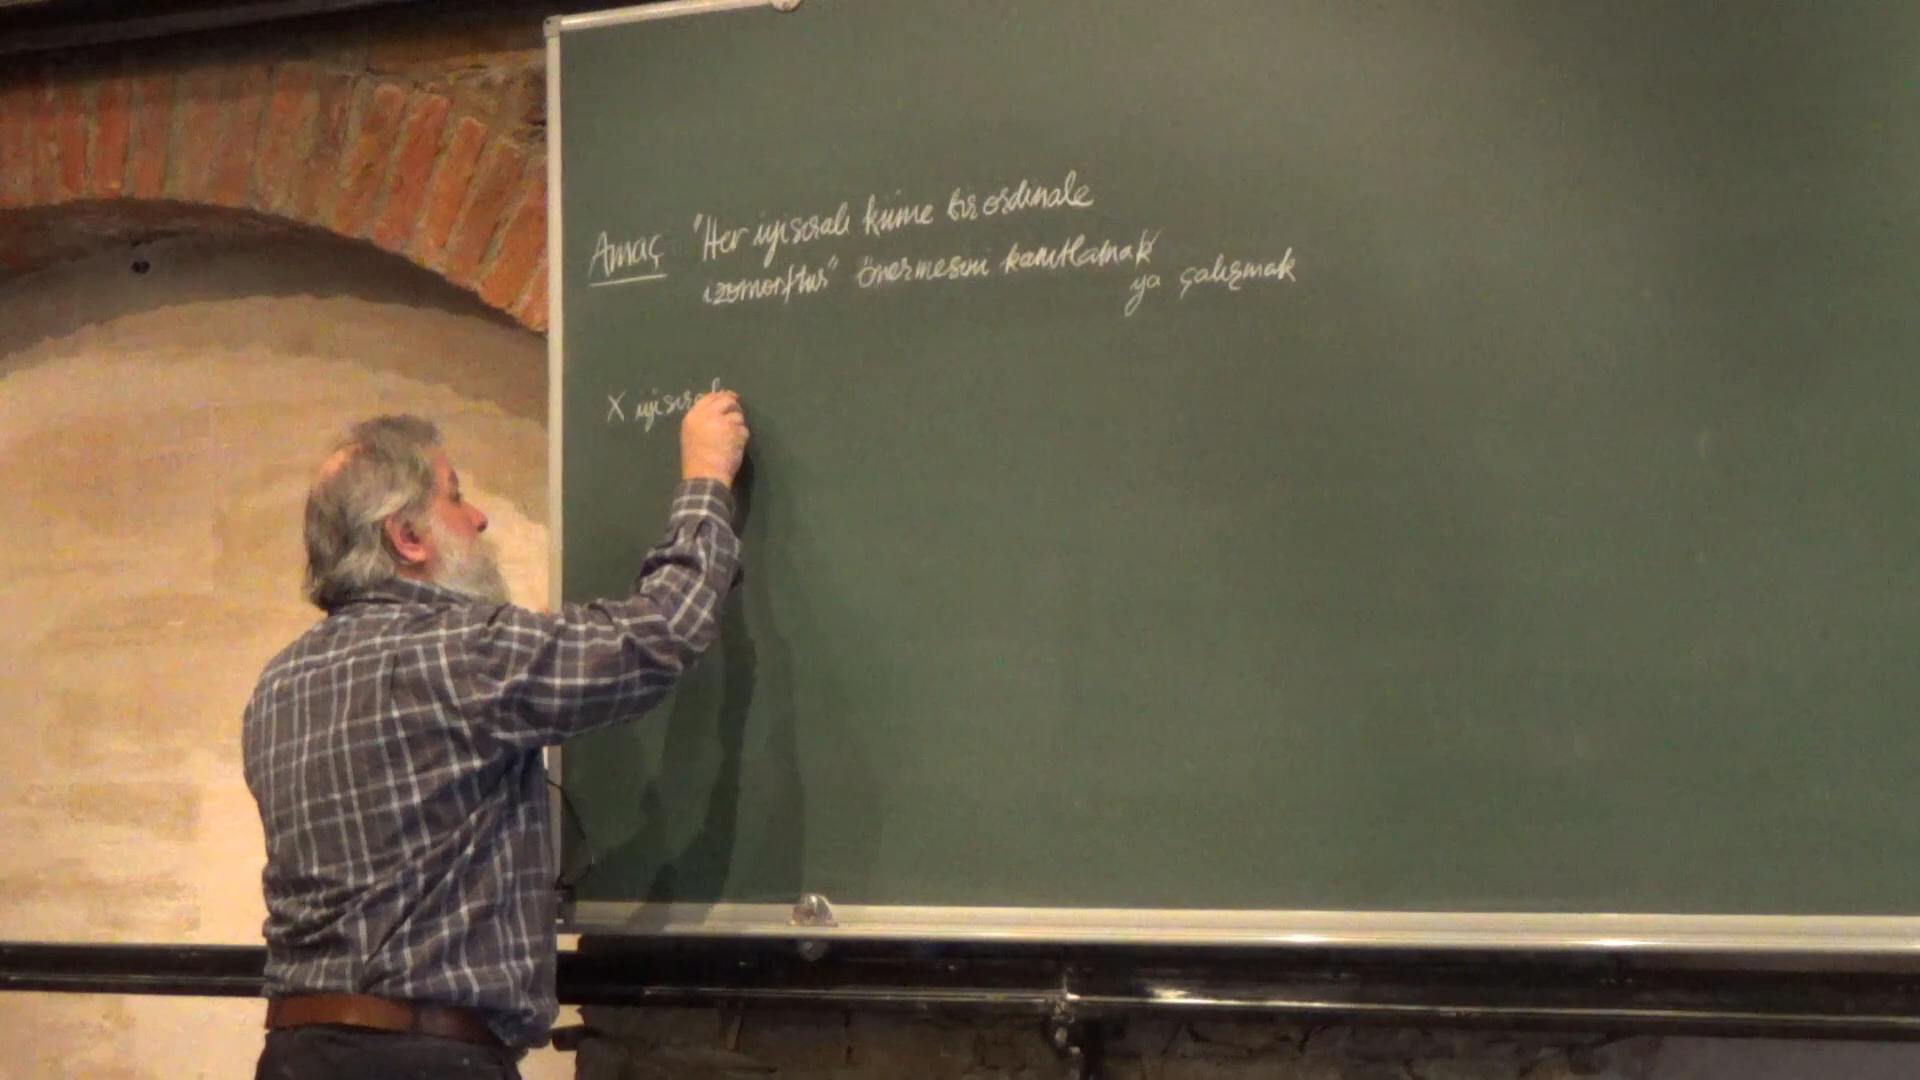 Amaç "Her iyisıralı küme bir ordinale
izomorftur" önermesini kanıtlamak
ya çalışmak
X iyisıralı